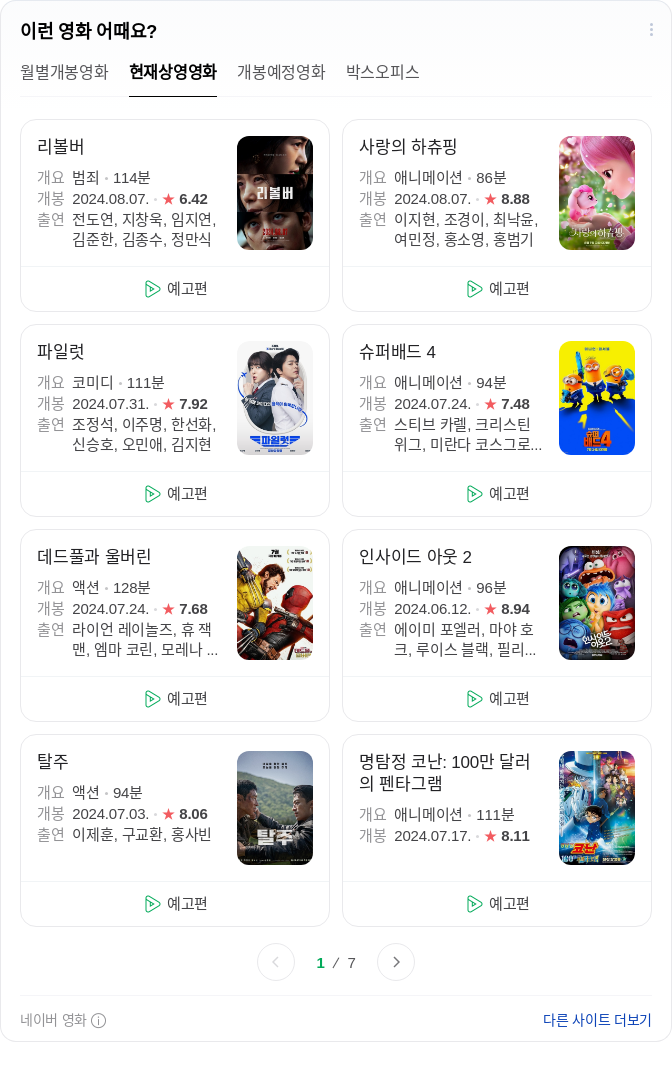 이런 영화 어때요?
월별개봉영화 현재상영영화 개봉예정영화 박스오피스
리볼버
개요 범죄 · 114분
개봉 2024.08.07. · ★ 6.42
출연 전도연, 지창욱, 임지연,
김준한, 김종수, 정만식
리볼버
예고편
사랑의 하츄핑
개요 애니메이션 · 86분
개봉 2024.08.07. · ★ 8.88
출연 이지현, 조경이, 최낙윤,
여민정, 홍소영, 홍범기
사랑의 하츄핑
예고편
파일럿
개요 코미디 · 111분
개봉 2024.07.31. · ★ 7.92
출연 조정석, 이주명, 한선화,
신승호, 오민애, 김지현
파일럿
예고편
슈퍼배드 4
개요 애니메이션 · 94분
개봉 2024.07.24. · ★ 7.48
출연 스티브 카렐, 크리스틴
위그, 미란다 코스그로...
슈퍼배드 4
예고편
데드풀과 울버린
개요 액션 · 128분
개봉 2024.07.24. · ★ 7.68
출연 라이언 레이놀즈, 휴 잭
맨, 엠마 코린, 모레나 ...
7월
예고편
인사이드 아웃 2
개요 애니메이션 · 96분
개봉 2024.06.12. · ★ 8.94
출연 에이미 포엘러, 마야 호
크, 루이스 블랙, 필리...
인사이드
아웃2
예고편
탈주
개요 액션 · 94분
개봉 2024.07.03. · ★ 8.06
출연 이제훈, 구교환, 홍사빈
탈주
예고편
명탐정 코난: 100만 달러
의 펜타그램
개요 애니메이션 · 111분
개봉 2024.07.17. · ★ 8.11
코난
예고편
1 / 7
네이버 영화
다른 사이트 더보기